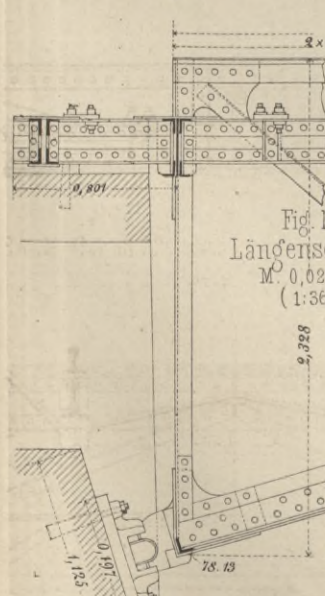 2 ×
0,801
Fig.
Längens
M. 0,02
(1:36
2,328
0,197
1,125
78.13